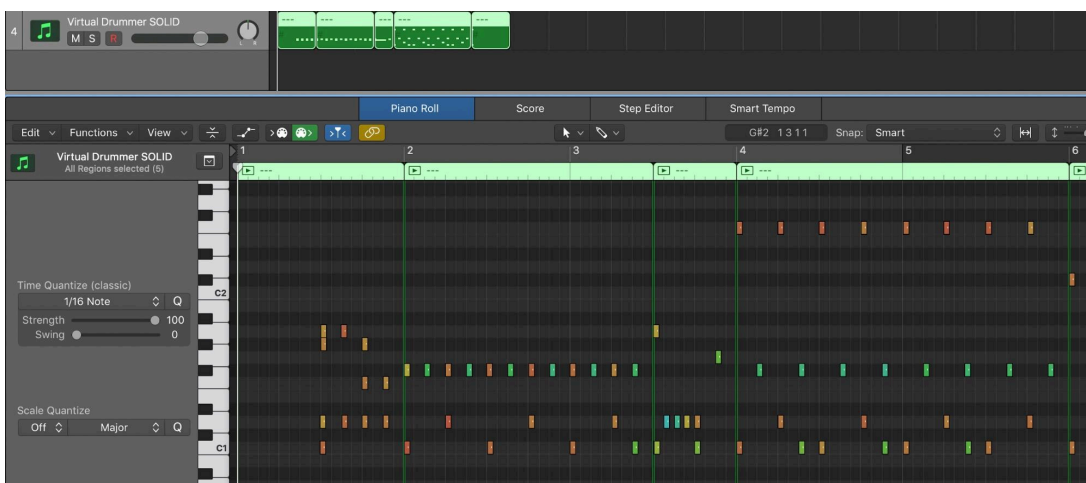 4
Virtual Drummer SOLID
M S R
L R
--- --- --- --- ---
Piano Roll Score Step Editor Smart Tempo
Edit Functions View
G#2 1 3 1 1 Snap: Smart
Virtual Drummer SOLID
All Regions selected (5)
1 2 3 4 5 6
--- --- --- ---
Time Quantize (classic)
1/16 Note Q
Strength 100
Swing 0
C2
Scale Quantize
Off Major Q
C1